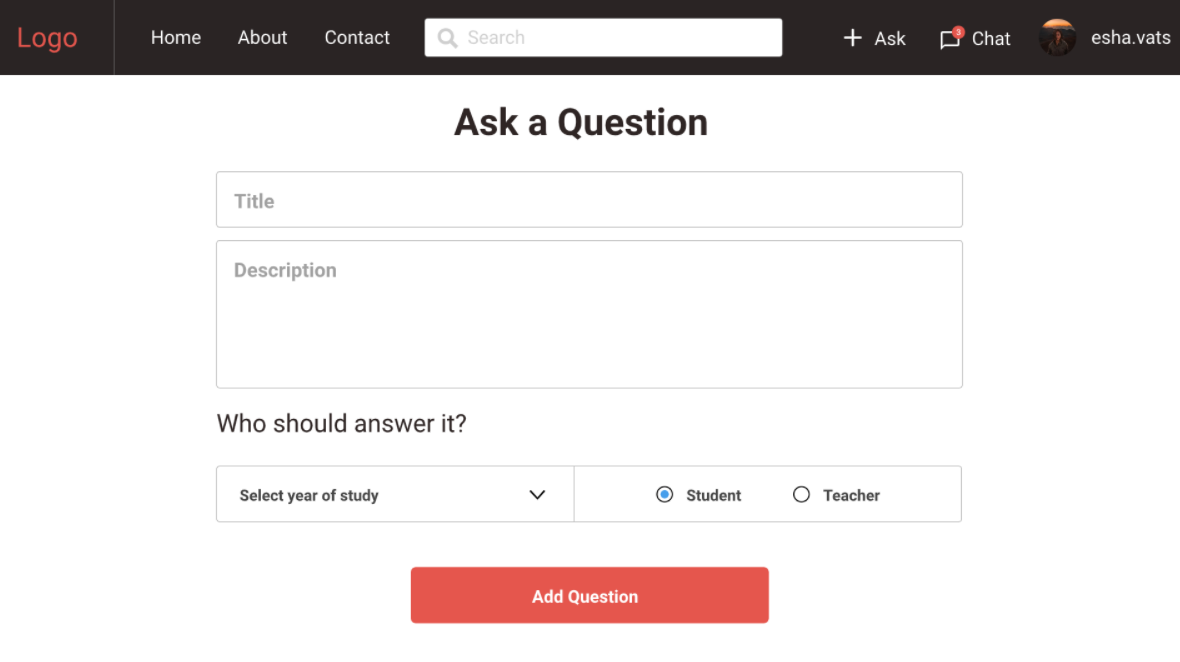 Logo Home About Contact Search Ask 3 Chat esha.vats
Ask a Question
Title
Description
Who should answer it?
Select year of study Student Teacher
Add Question